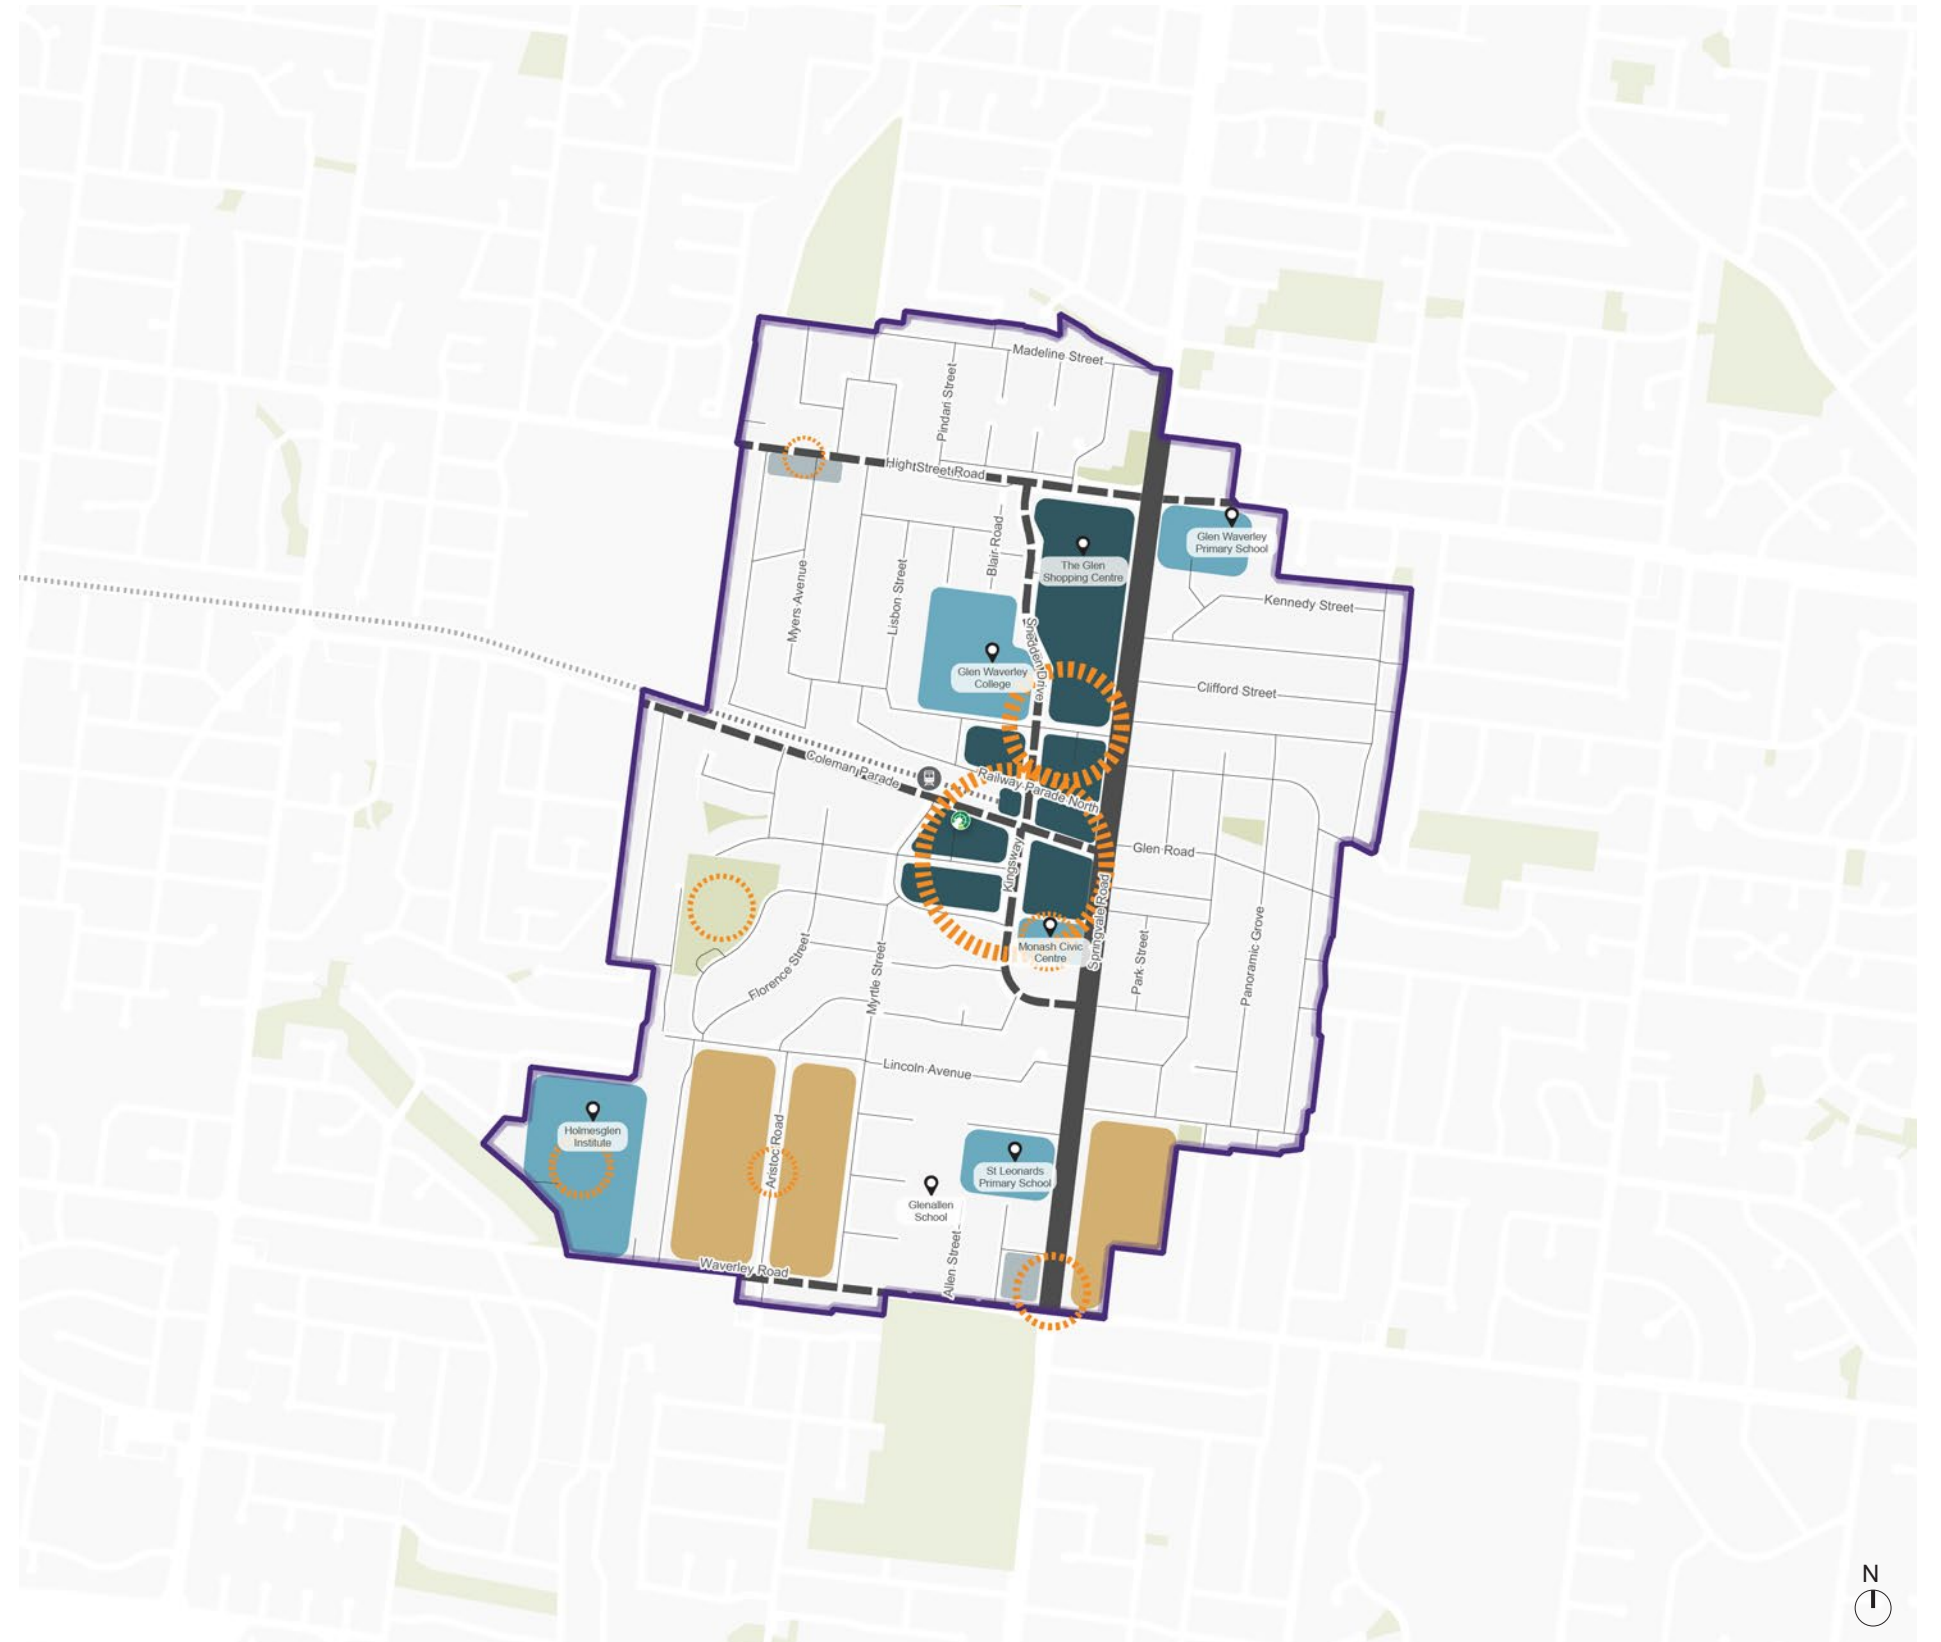 Madeline Street
Pindari Street
High Street Road
Glen Waverley
Primary School
The Glen
Shopping Centre
Blair Road
Lisbon Street
Myers Avenue
Kennedy Street
Snedden Drive
Glen Waverley
College
Clifford Street
Coleman Parade
Railway Parade North
Kingsway
Glen Road
Springvale Road
Monash Civic
Centre
Park Street
Panoramic Grove
Florence Street
Myrtle Street
Lincoln Avenue
Holmesglen
Institute
Aristoc Road
St Leonards
Primary School
Glenallen
School
Allen Street
Waverley Road
N